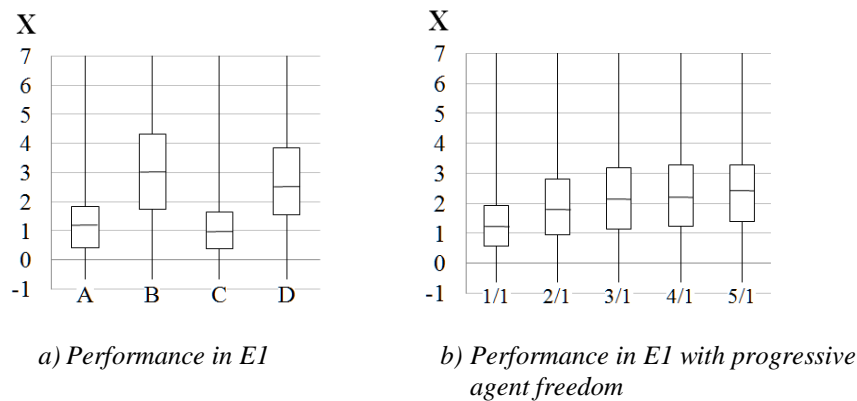 X
7
6
5
4
3
2
1
0
-1
A B C D
a) Performance in E1
X
7
6
5
4
3
2
1
0
-1
1/1 2/1 3/1 4/1 5/1
b) Performance in E1 with progressive
agent freedom